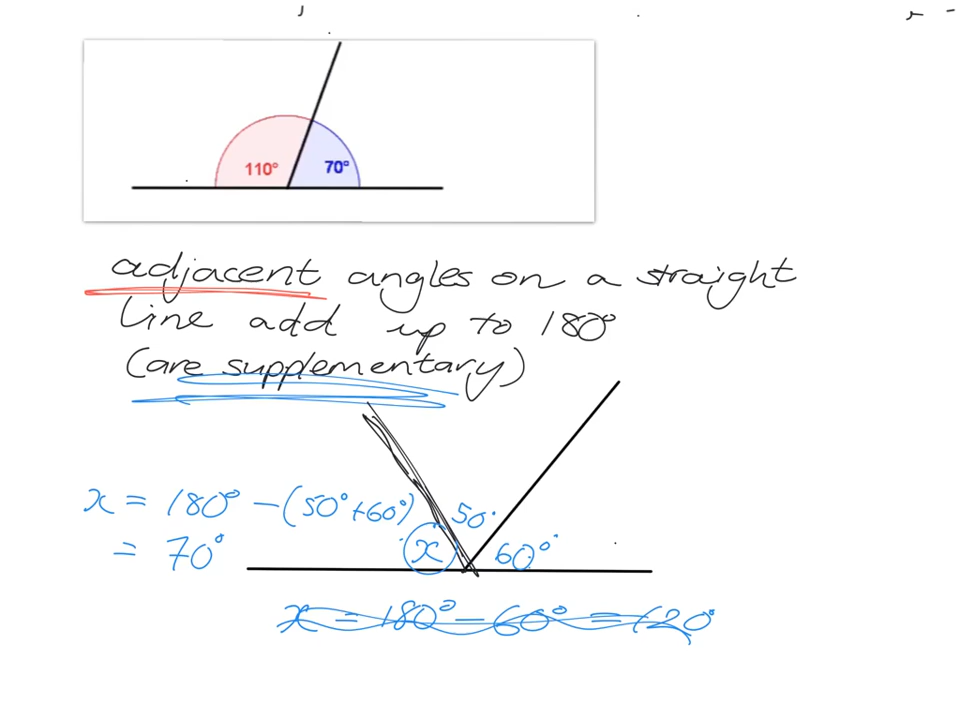 110° 70°
adjacent angles on a straight
line add up to 180°
(are supplementary)
x = 180° - (50° + 60°) 50°
= 70° x 60°
x = 180° - 60° = 120°